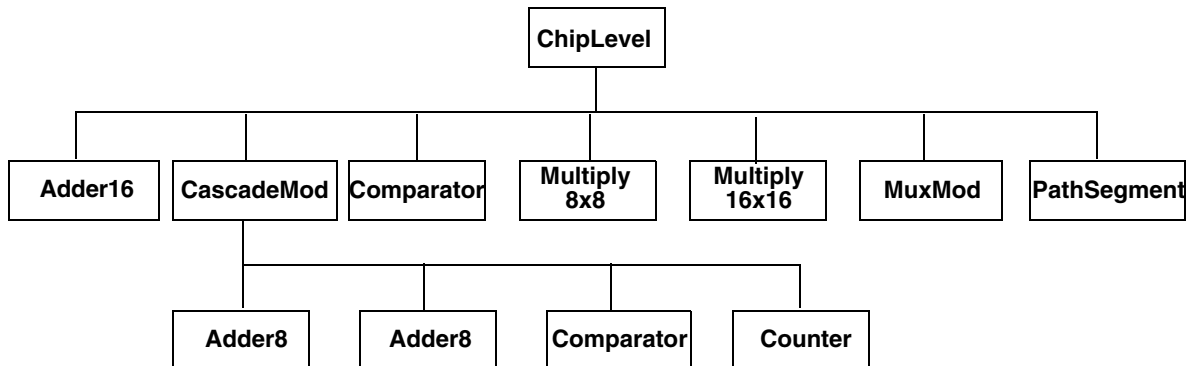 ChipLevel
Adder16
CascadeMod
Comparator
Multiply
8x8
Multiply
16x16
MuxMod
PathSegment
Adder8
Adder8
Comparator
Counter